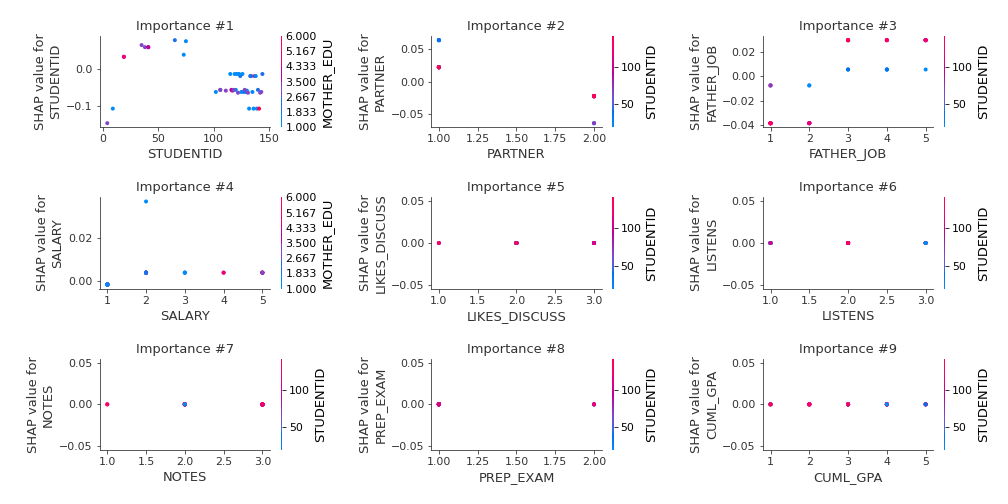 Importance #1
Importance #2
Importance #3
SHAP value for
STUDENTID
0.0
−0.1
0
50
100
150
STUDENTID
6.000
5.167
4.333
3.500
2.667
1.833
1.000
MOTHER_EDU
SHAP value for
PARTNER
0.05
0.00
−0.05
1.00
1.25
1.50
1.75
2.00
PARTNER
100
50
STUDENTID
SHAP value for
FATHER_JOB
0.02
0.00
−0.02
−0.04
1
2
3
4
5
FATHER_JOB
100
50
STUDENTID
Importance #4
Importance #5
Importance #6
SHAP value for
SALARY
0.02
0.00
1
2
3
4
5
SALARY
6.000
5.167
4.333
3.500
2.667
1.833
1.000
MOTHER_EDU
SHAP value for
LIKES_DISCUSS
0.05
0.00
−0.05
1.0
1.5
2.0
2.5
3.0
LIKES_DISCUSS
100
50
STUDENTID
SHAP value for
LISTENS
0.05
0.00
−0.05
1.0
1.5
2.0
2.5
3.0
LISTENS
100
50
STUDENTID
Importance #7
Importance #8
Importance #9
SHAP value for
NOTES
0.05
0.00
−0.05
1.0
1.5
2.0
2.5
3.0
NOTES
100
50
STUDENTID
SHAP value for
PREP_EXAM
0.05
0.00
−0.05
1.00
1.25
1.50
1.75
2.00
PREP_EXAM
100
50
STUDENTID
SHAP value for
CUML_GPA
0.05
0.00
−0.05
1
2
3
4
5
CUML_GPA
100
50
STUDENTID